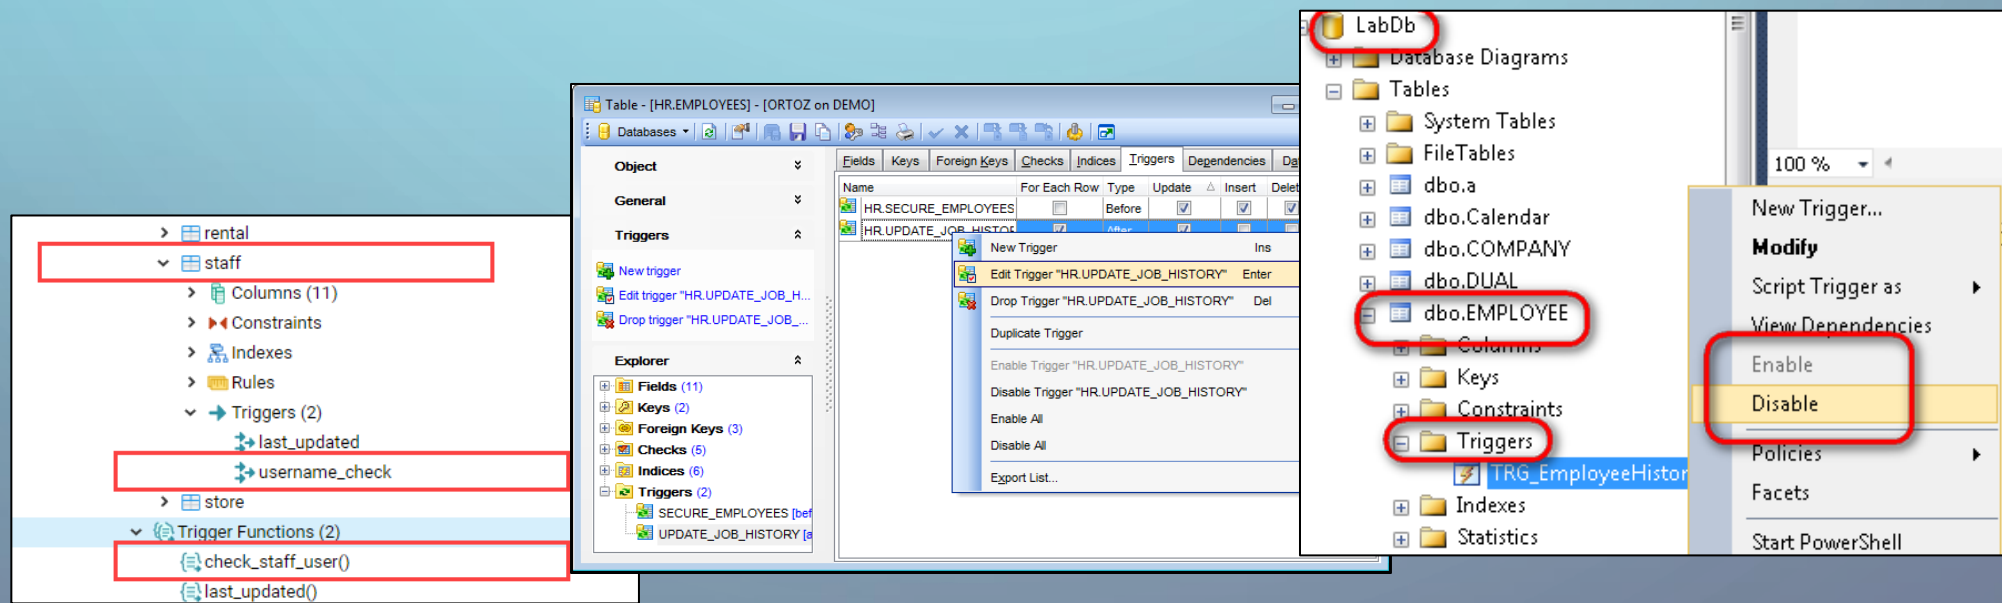 rental
staff
Columns (11)
Constraints
Indexes
Rules
Triggers (2)
last_updated
username_check
store
Trigger Functions (2)
check_staff_user()
last_updated()
Table - [HR.EMPLOYEES] - [ORTOZ on DEMO]
Databases
Object
General
Triggers
New trigger
Edit trigger "HR.UPDATE_JOB_H...
Drop trigger "HR.UPDATE_JOB_...
Explorer
Fields (11)
Keys (2)
Foreign Keys (3)
Checks (5)
Indices (6)
Triggers (2)
SECURE_EMPLOYEES [bef
UPDATE_JOB_HISTORY [a
Fields Keys Foreign Keys Checks Indices Triggers Dependencies Da
Name For Each Row Type Update Insert Delet
HR.SECURE_EMPLOYEES Before
HR.UPDATE_JOB_HISTOR After
New Trigger Ins
Edit Trigger "HR.UPDATE_JOB_HISTORY" Enter
Drop Trigger "HR.UPDATE_JOB_HISTORY" Del
Duplicate Trigger
Enable Trigger "HR.UPDATE_JOB_HISTORY"
Disable Trigger "HR.UPDATE_JOB_HISTORY"
Enable All
Disable All
Export List...
LabDb
Database Diagrams
Tables
System Tables
FileTables
dbo.a
dbo.Calendar
dbo.COMPANY
dbo.DUAL
dbo.EMPLOYEE
Columns
Keys
Constraints
Triggers
TRG_EmployeeHistor
Indexes
Statistics
100 %
New Trigger...
Modify
Script Trigger as
View Dependencies
Enable
Disable
Policies
Facets
Start PowerShell